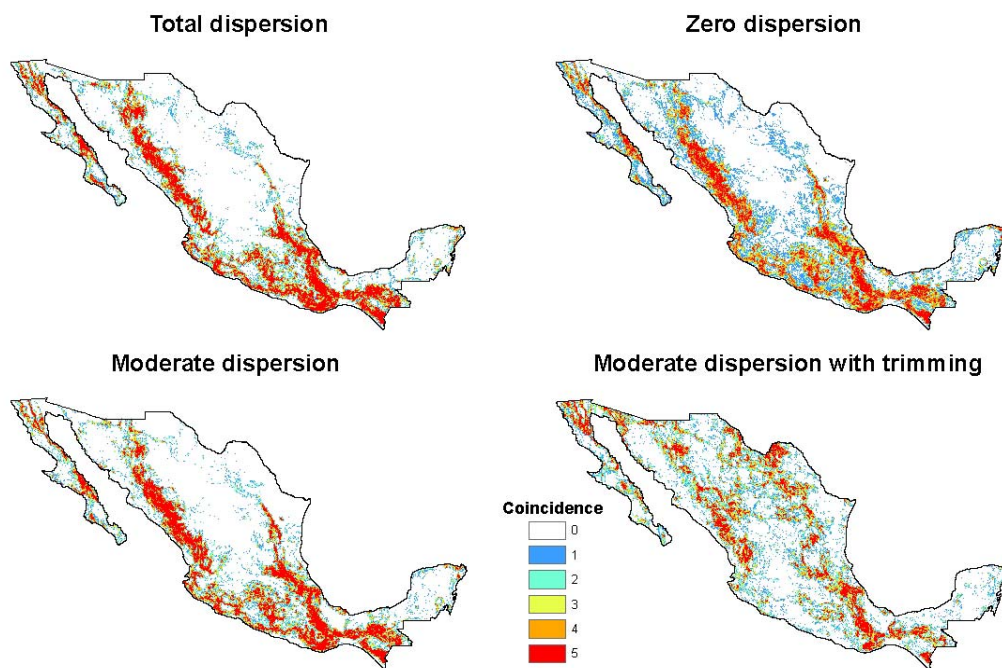 Total dispersion
Zero dispersion
Moderate dispersion
Moderate dispersion with trimming
Coincidence
0
1
2
3
4
5